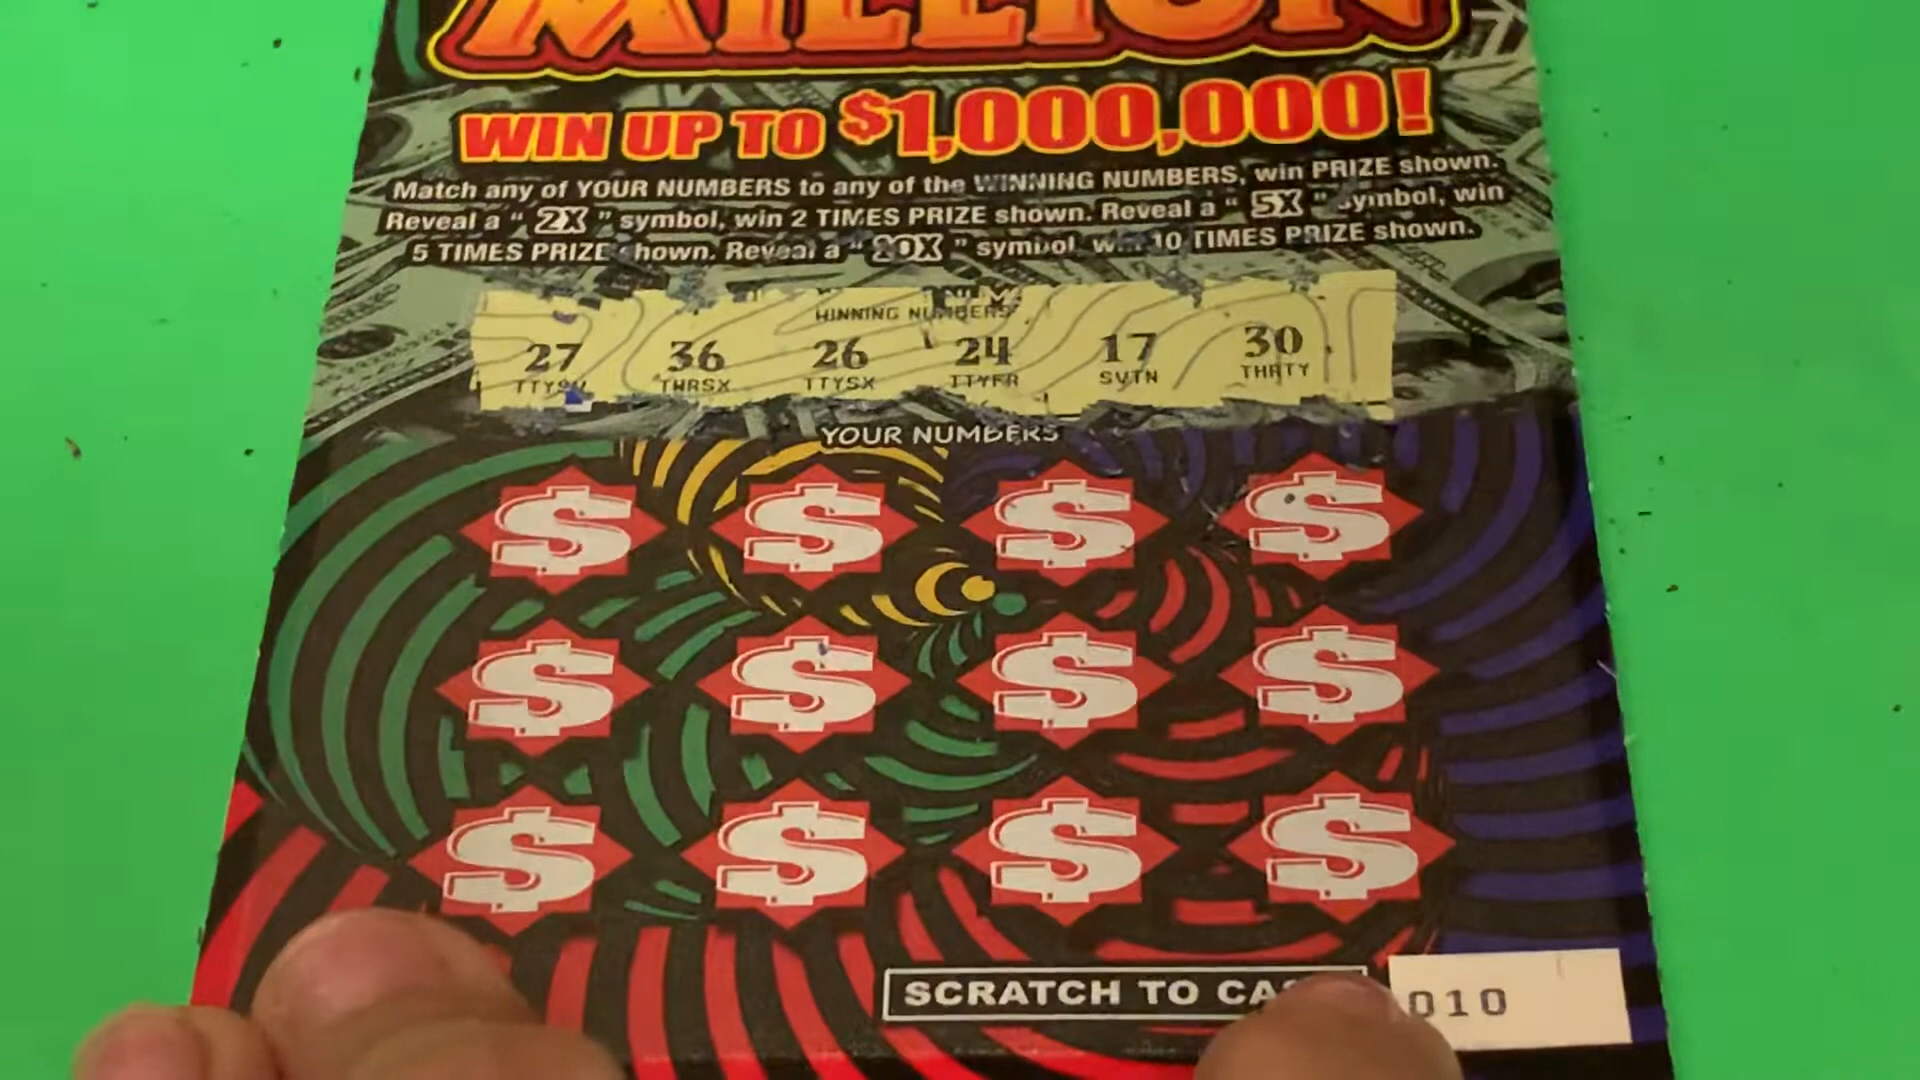 MILLION
WIN UP TO $1,000,000!
Match any of YOUR NUMBERS to any of the WINNING NUMBERS, win PRIZE shown.
Reveal a "2X" symbol, win 2 TIMES PRIZE shown. Reveal a "5X" symbol, win
5 TIMES PRIZE shown. Reveal a "10X" symbol, win 10 TIMES PRIZE shown.
WINNING NUMBERS
27 36 26 24 17 30
THRSX TTYSX TTYFR SVTN THRTY
YOUR NUMBERS
$ $ $ $
$ $ $ $
$ $ $ $
SCRATCH TO
010